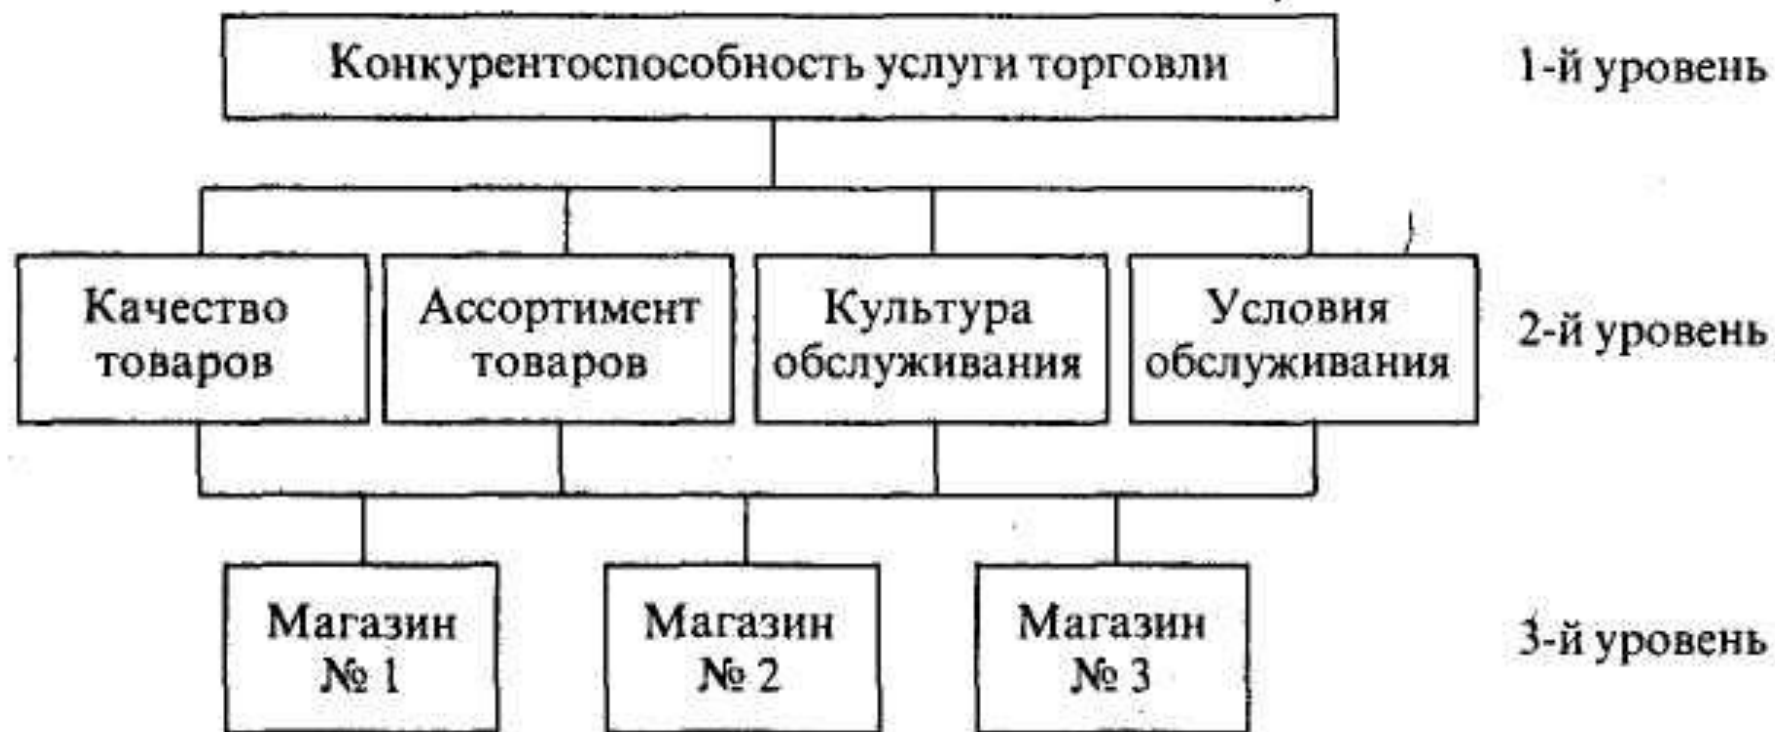 Конкурентоспособность услуги торговли
1-й уровень
Качество
товаров
Ассортимент
товаров
Культура
обслуживания
Условия
обслуживания
2-й уровень
Магазин
№ 1
Магазин
№ 2
Магазин
№ 3
3-й уровень